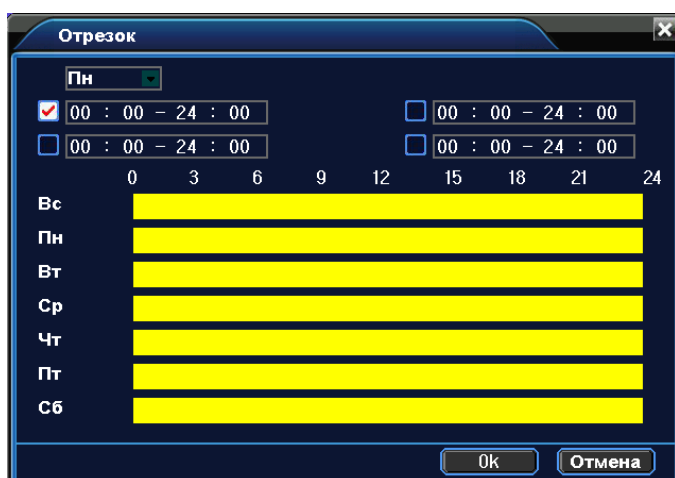 Отрезок
Пн
00 : 00 - 24 : 00 00 : 00 - 24 : 00
00 : 00 - 24 : 00 00 : 00 - 24 : 00
0 3 6 9 12 15 18 21 24
Вс
Пн
Вт
Ср
Чт
Пт
Сб
Ok Отмена